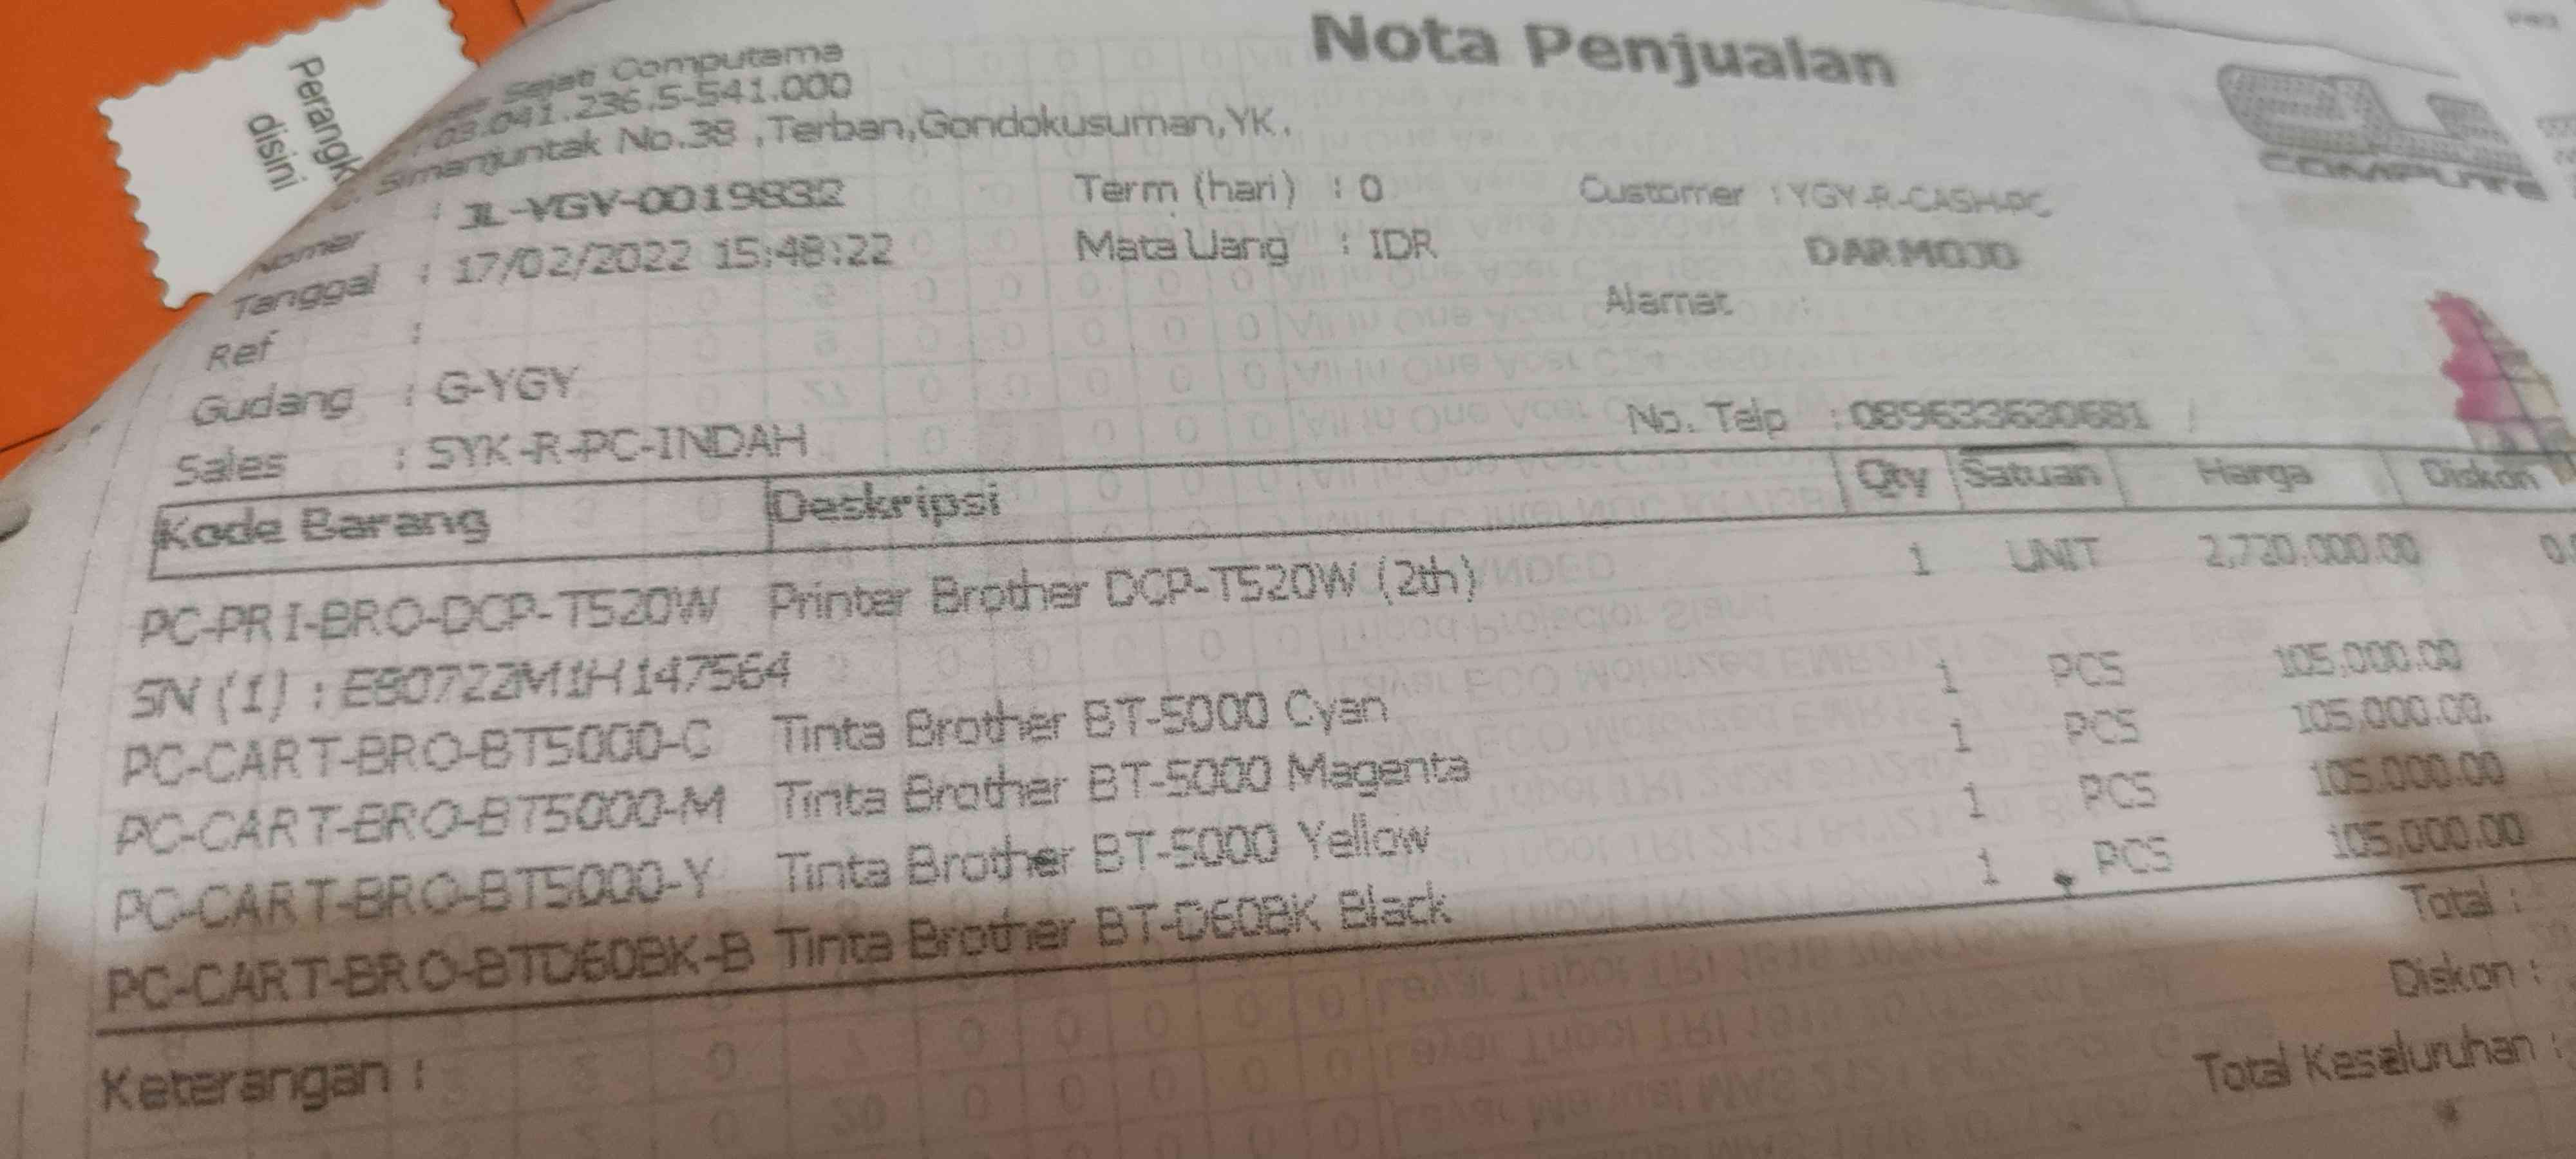 Perangk
disini
Nota Penjualan
Sejati Computama
03.041.236.5-541.000
Simanjuntak No.38 ,Terban,Gondokusuman,YK.
COMPUTE
Nomer : JL-YGY-0019832
Term (hari) : 0
Customer : YGY-R-CASH-PC
Tanggal : 17/02/2022 15:48:22
Mata Uang : IDR
DARMOJO
Ref :
Alamat :
Gudang : G-YGY
No. Telp : 089633630681 /
Sales : SYK-R-PC-INDAH
Kode Barang Deskripsi Qty Satuan Harga Diskon
PC-PRI-BRO-DCP-T520W Printer Brother DCP-T520W (2th) 1 UNIT 2,720,000.00
SN (1) : E80722M1H147564
PC-CART-BRO-BT5000-C Tinta Brother BT-5000 Cyan 1 PCS 105,000.00
PC-CART-BRO-BT5000-M Tinta Brother BT-5000 Magenta 1 PCS 105,000.00
PC-CART-BRO-BT5000-Y Tinta Brother BT-5000 Yellow 1 PCS 105,000.00
PC-CART-BRO-BTD60BK-B Tinta Brother BT-D60BK Black 1 PCS 105,000.00
Total :
Diskon :
Keterangan :
Total Keseluruhan :